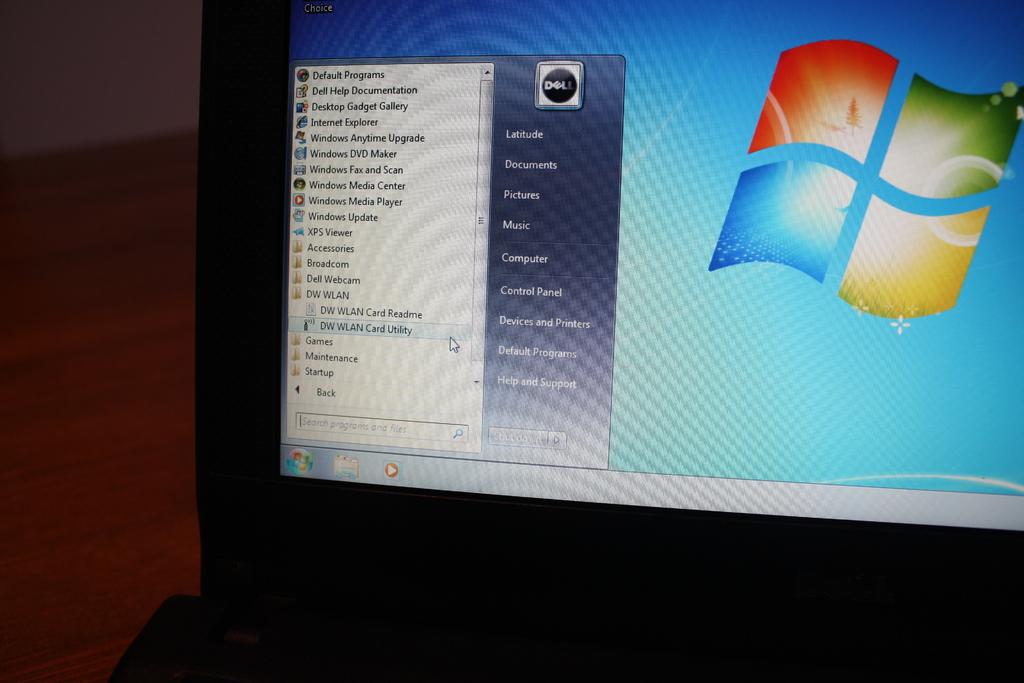 Choice
Default Programs
Dell Help Documentation
Desktop Gadget Gallery
Internet Explorer
Windows Anytime Upgrade
Windows DVD Maker
Windows Fax and Scan
Windows Media Center
Windows Media Player
Windows Update
XPS Viewer
Accessories
Broadcom
Dell Webcam
DW WLAN
DW WLAN Card Readme
DW WLAN Card Utility
Games
Maintenance
Startup
Back
Search programs and files
DELL
Latitude
Documents
Pictures
Music
Computer
Control Panel
Devices and Printers
Default Programs
Help and Support